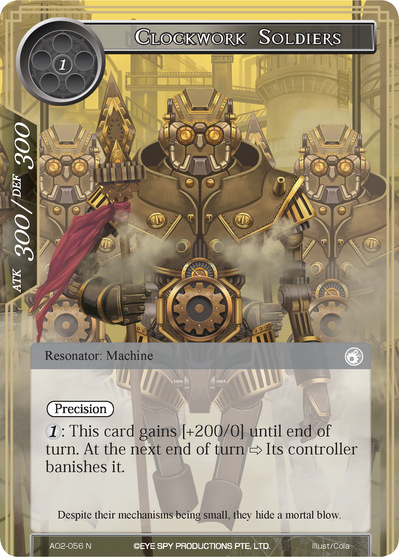 1
CLOCKWORK SOLDIERS
ATK 300/DEF 300
Resonator: Machine
Precision
1: This card gains [+200/0] until end of
turn. At the next end of turn ⇨ Its controller
banishes it.
Despite their mechanisms being small, they hide a mortal blow.
A02-056 N
©EYE SPY PRODUCTIONS PTE. LTD.
Illust/Cola